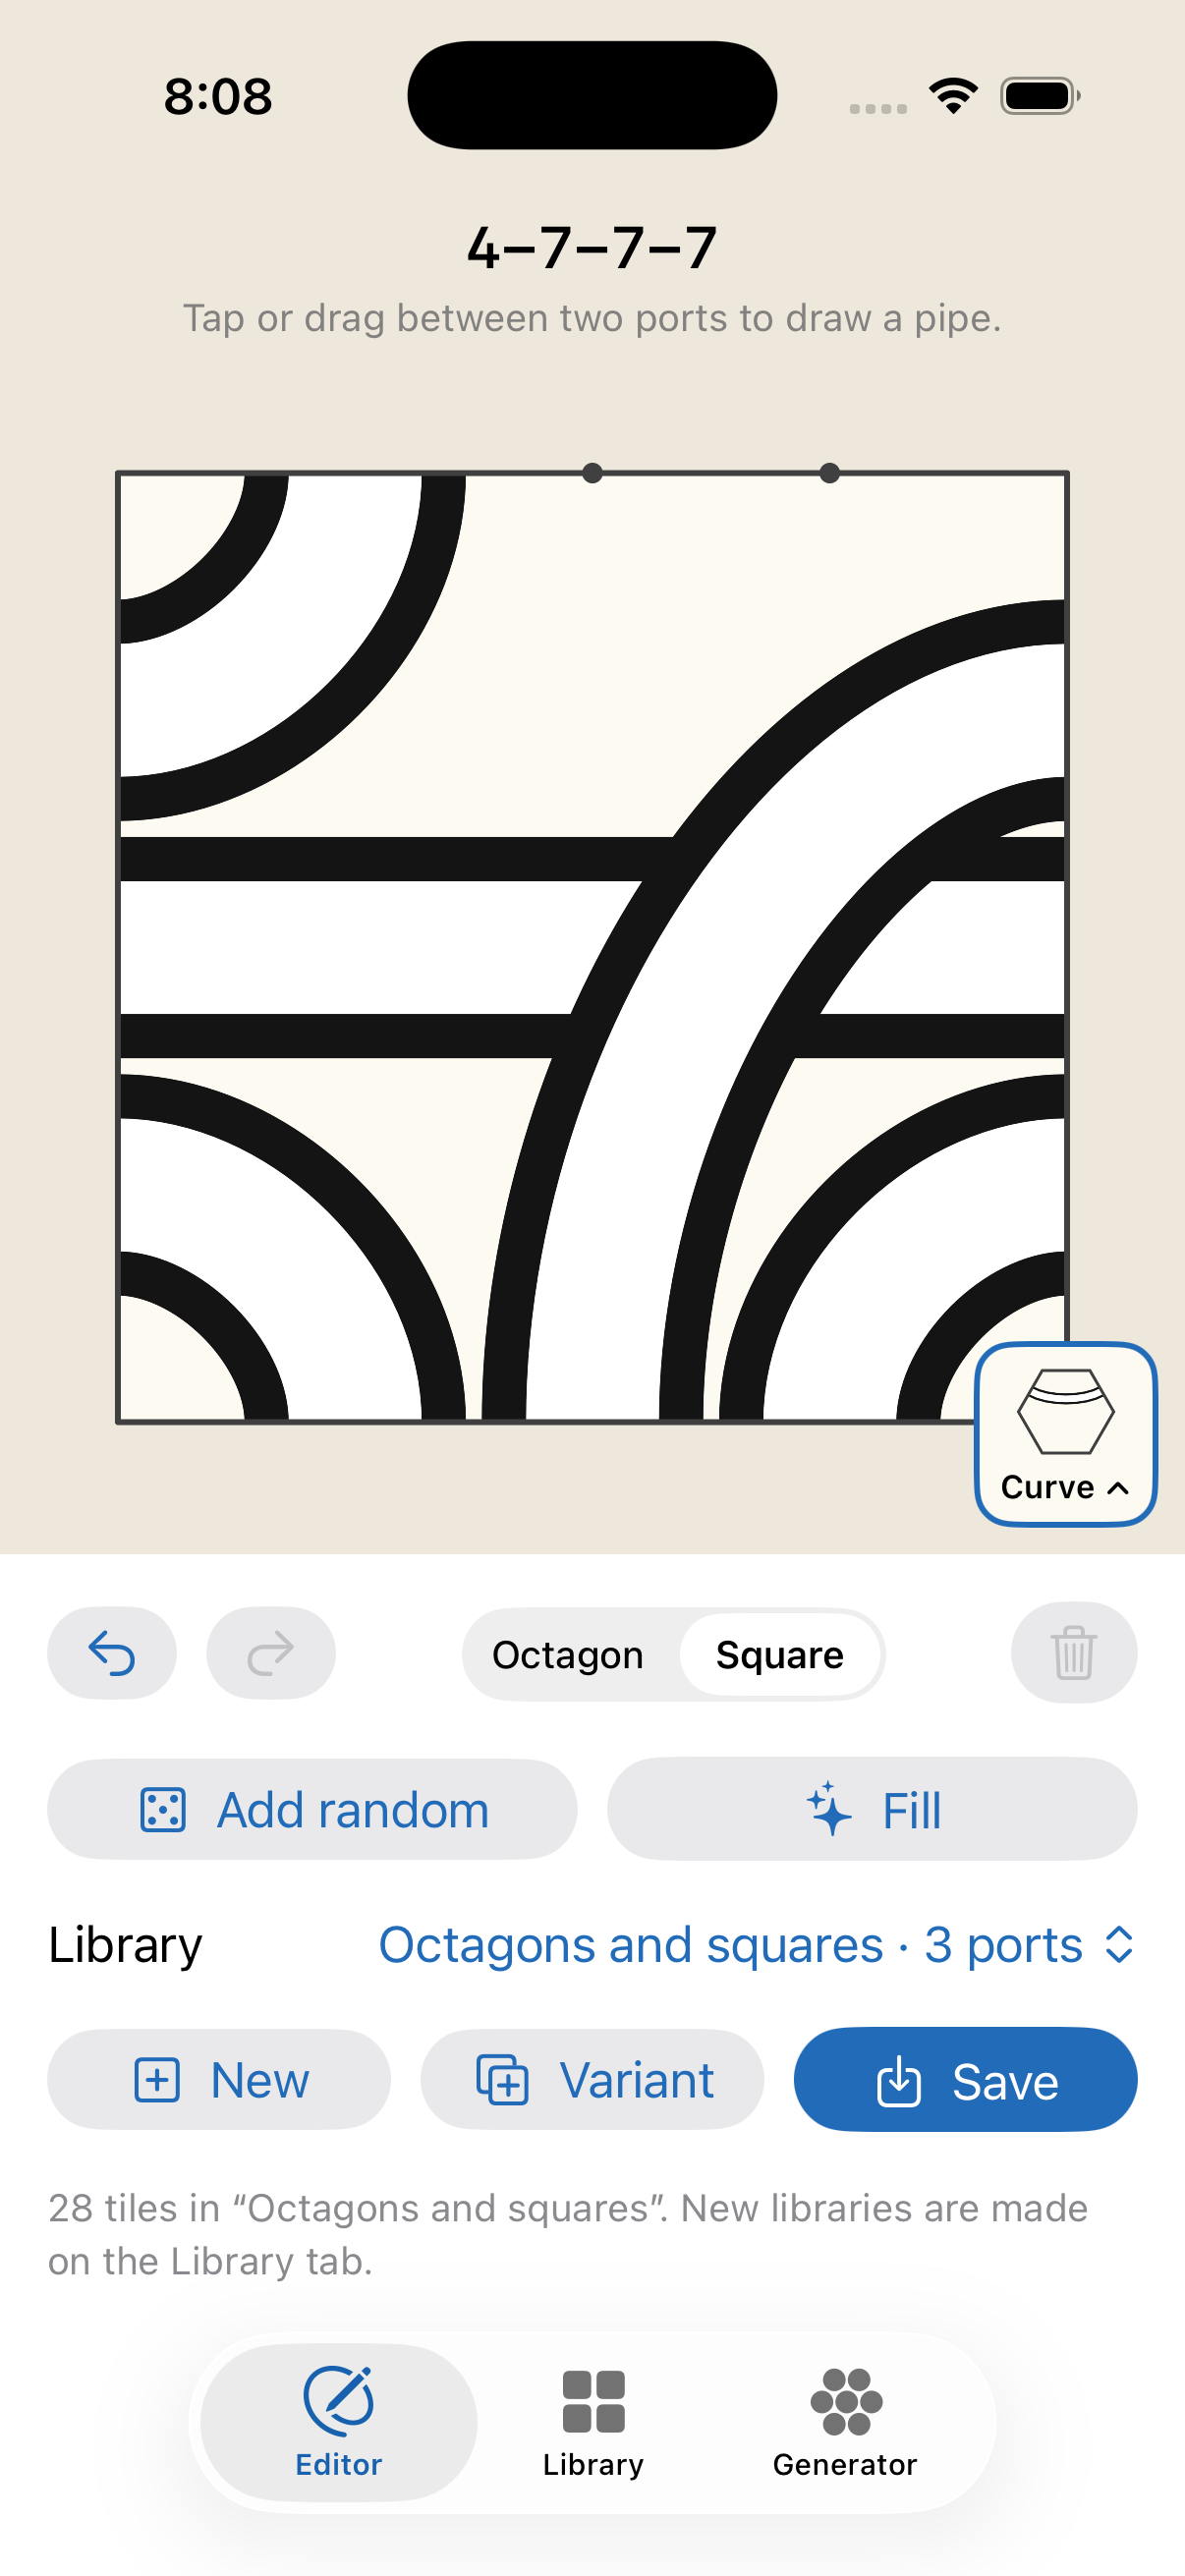 8:08
4–7–7–7
Tap or drag between two ports to draw a pipe.
Curve
Octagon
Square
Add random
Fill
Library
Octagons and squares · 3 ports
New
Variant
Save
28 tiles in “Octagons and squares”. New libraries are made
on the Library tab.
Editor
Library
Generator